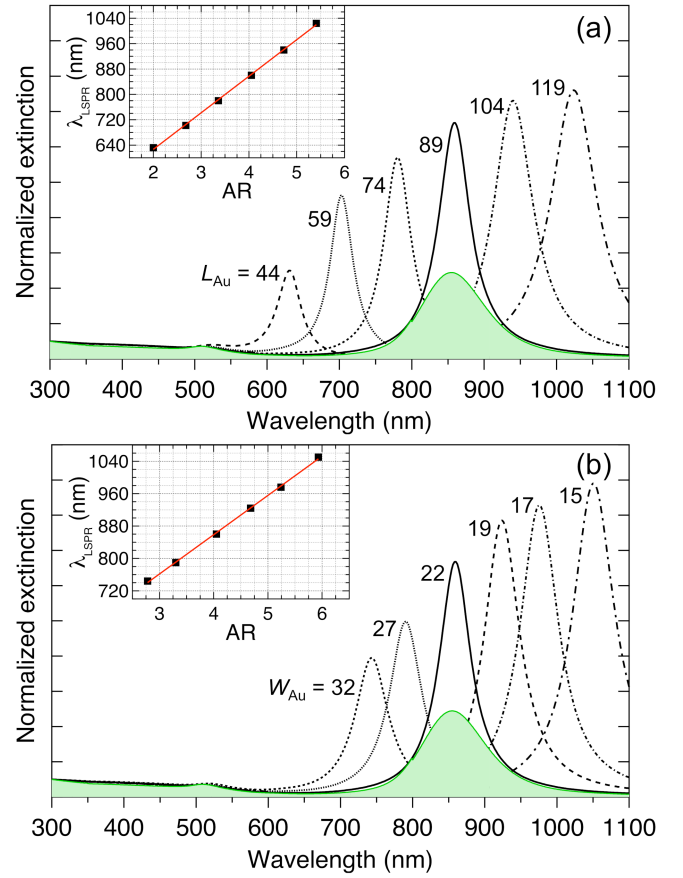 1040
960
880
800
720
640
λLSPR (nm)
2 3 4 5 6
AR
(a)
LAu = 44
59
74
89
104
119
Normalized extinction
300 400 500 600 700 800 900 1000 1100
Wavelength (nm)
1040
960
880
800
720
λLSPR (nm)
3 4 5 6
AR
(b)
WAu = 32
27
22
19
17
15
Normalized exctinction
300 400 500 600 700 800 900 1000 1100
Wavelength (nm)